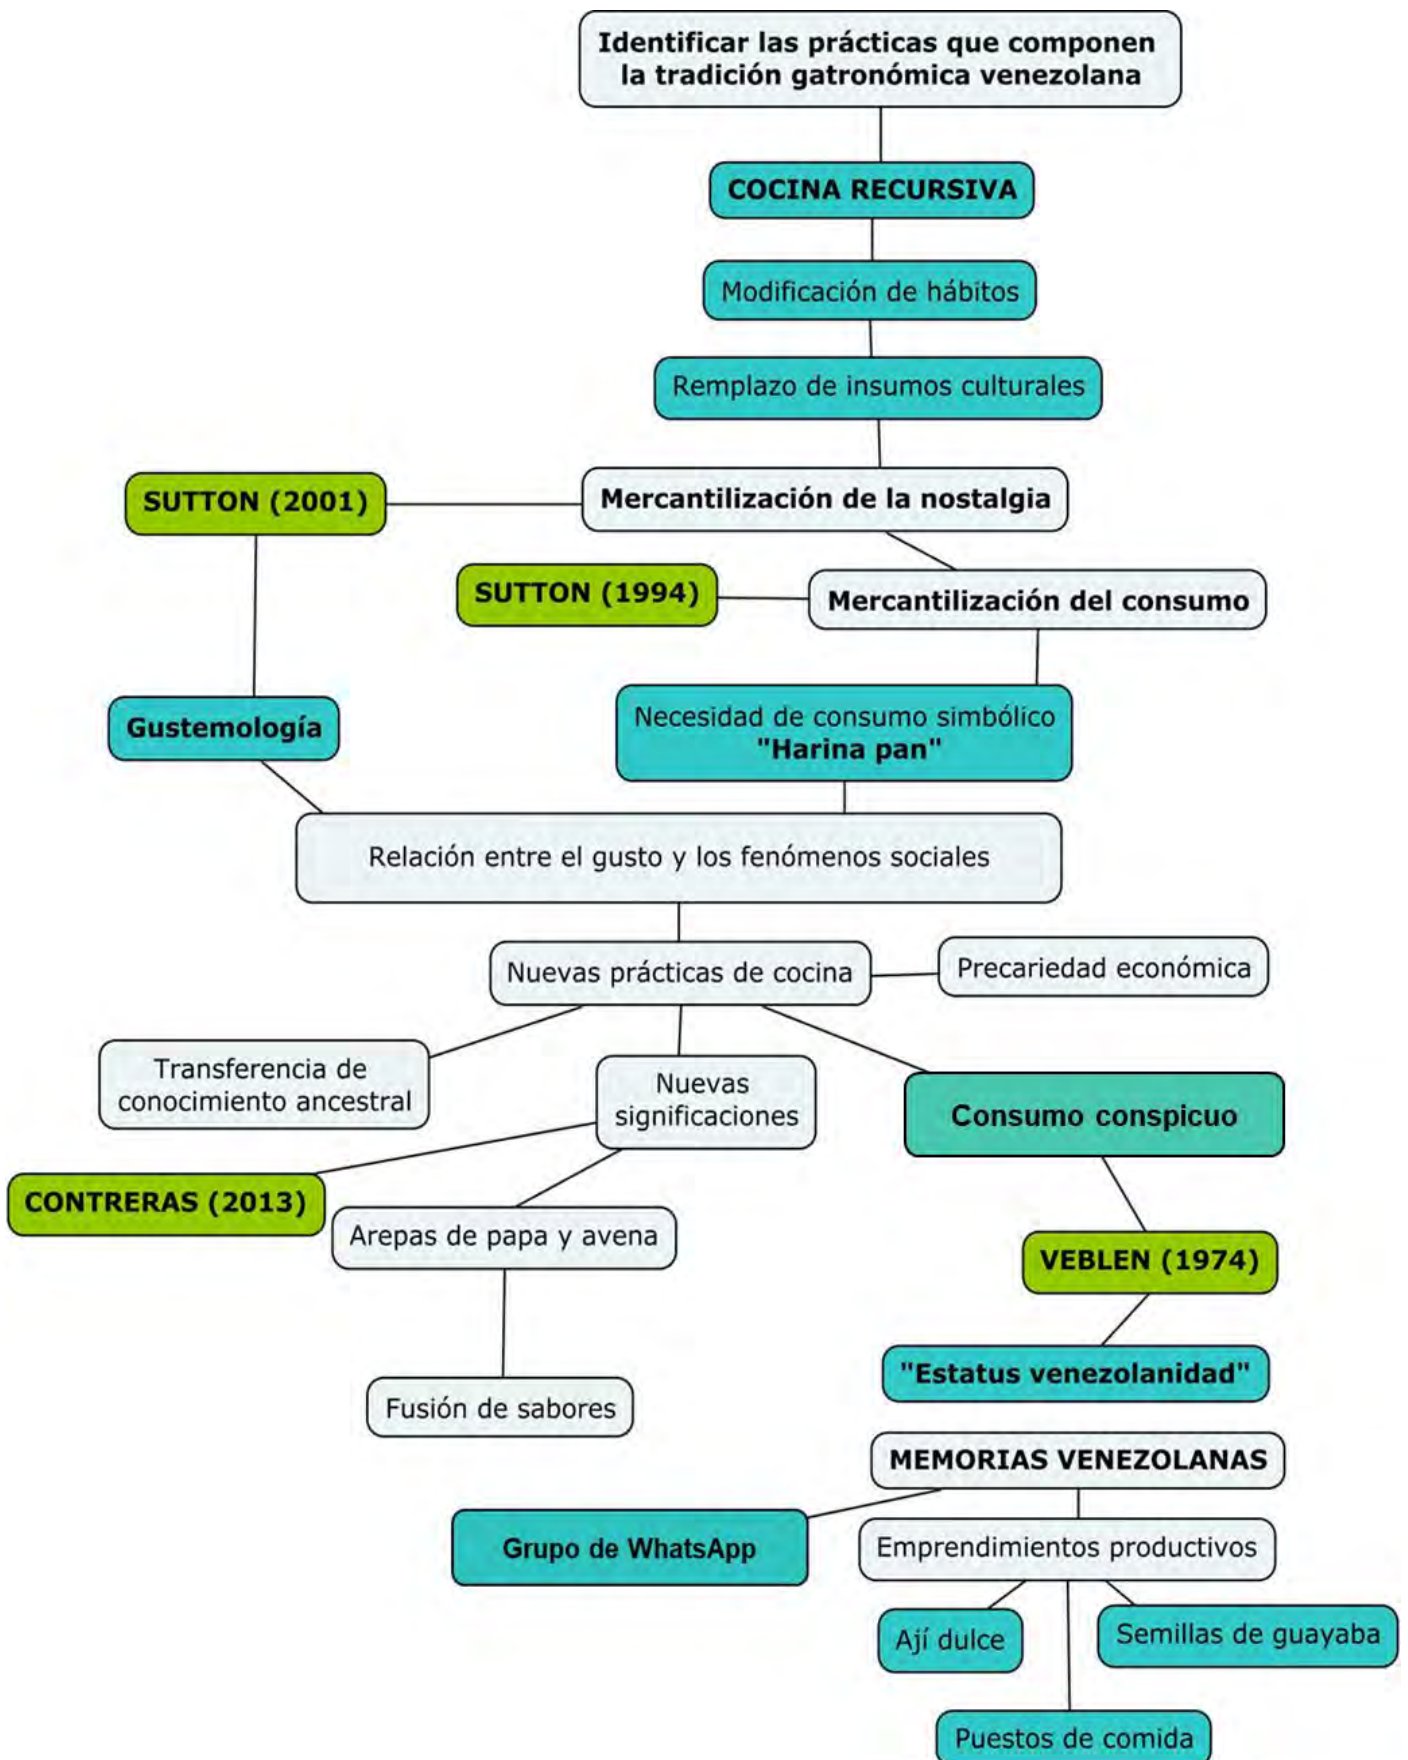 Identificar las prácticas que componen
la tradición gatronómica venezolana
COCINA RECURSIVA
Modificación de hábitos
Remplazo de insumos culturales
SUTTON (2001)
Mercantilización de la nostalgia
SUTTON (1994)
Mercantilización del consumo
Gustemología
Necesidad de consumo simbólico
"Harina pan"
Relación entre el gusto y los fenómenos sociales
Nuevas prácticas de cocina
Precariedad económica
Transferencia de
conocimiento ancestral
Nuevas
significaciones
Consumo conspicuo
CONTRERAS (2013)
Arepas de papa y avena
VEBLEN (1974)
"Estatus venezolanidad"
Fusión de sabores
MEMORIAS VENEZOLANAS
Grupo de WhatsApp
Emprendimientos productivos
Ají dulce
Semillas de guayaba
Puestos de comida